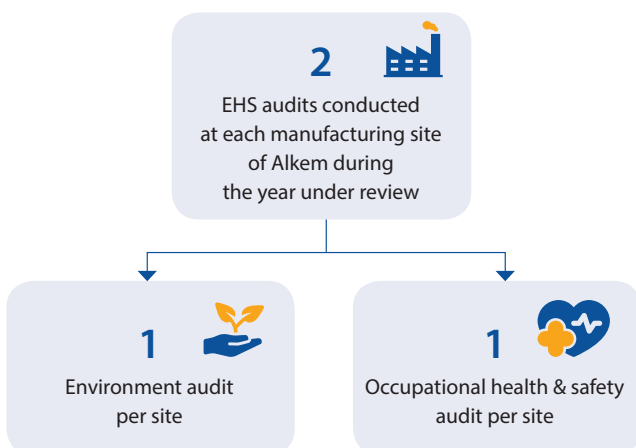 2
EHS audits conducted
at each manufacturing site
of Alkem during
the year under review
1
Environment audit
per site
1
Occupational health & safety
audit per site